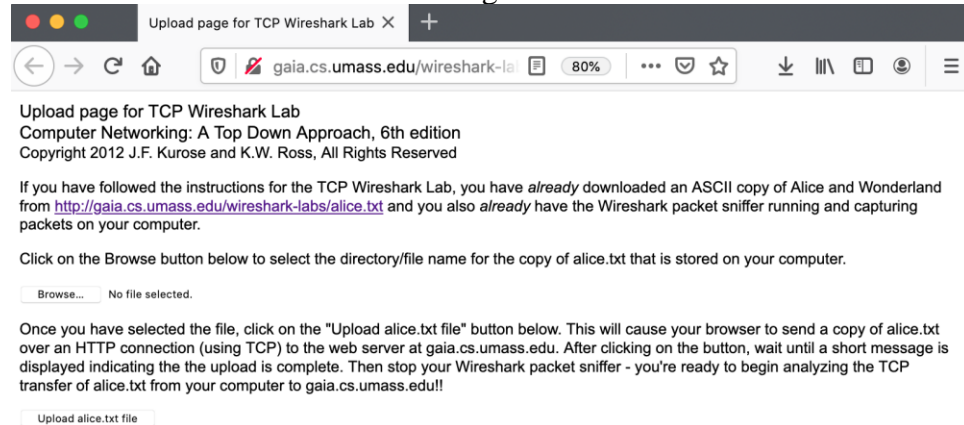 Upload page for TCP Wireshark Lab
gaia.cs.umass.edu/wireshark-la
80%
Upload page for TCP Wireshark Lab
Computer Networking: A Top Down Approach, 6th edition
Copyright 2012 J.F. Kurose and K.W. Ross, All Rights Reserved
If you have followed the instructions for the TCP Wireshark Lab, you have already downloaded an ASCII copy of Alice and Wonderland
from http://gaia.cs.umass.edu/wireshark-labs/alice.txt and you also already have the Wireshark packet sniffer running and capturing
packets on your computer.
Click on the Browse button below to select the directory/file name for the copy of alice.txt that is stored on your computer.
Browse... No file selected.
Once you have selected the file, click on the "Upload alice.txt file" button below. This will cause your browser to send a copy of alice.txt
over an HTTP connection (using TCP) to the web server at gaia.cs.umass.edu. After clicking on the button, wait until a short message is
displayed indicating the the upload is complete. Then stop your Wireshark packet sniffer - you're ready to begin analyzing the TCP
transfer of alice.txt from your computer to gaia.cs.umass.edu!!
Upload alice.txt file